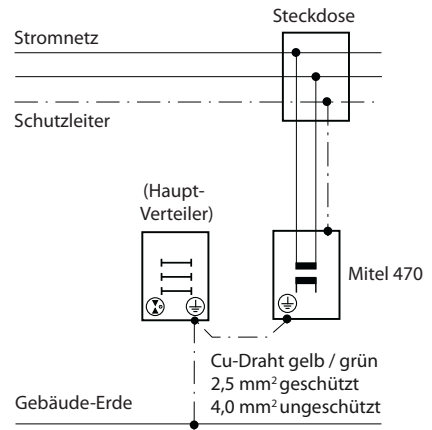 Steckdose
Stromnetz
Schutzleiter
(Haupt-
Verteiler)
Mitel 470
Cu-Draht gelb / grün
2,5 mm² geschützt
4,0 mm² ungeschützt
Gebäude-Erde